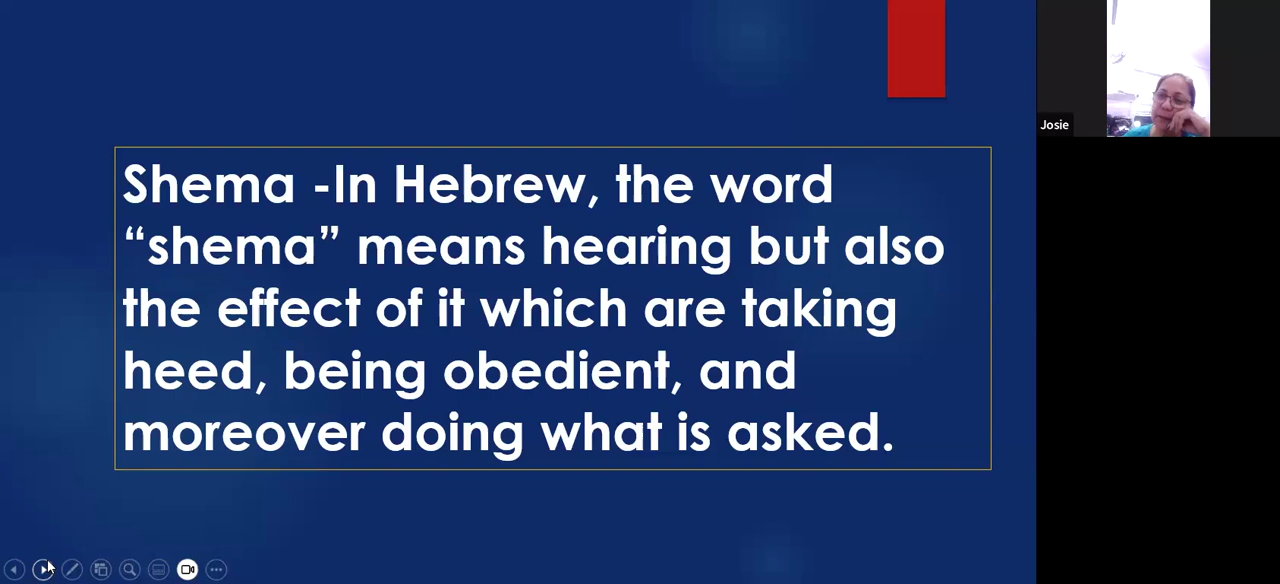 Shema -In Hebrew, the word
“shema” means hearing but also
the effect of it which are taking
heed, being obedient, and
moreover doing what is asked.
Josie